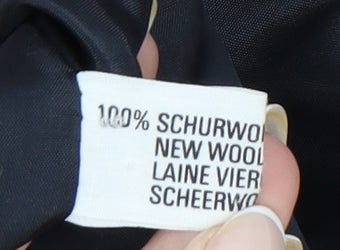 100% SCHURWO
NEW WOOL
LAINE VIER
SCHEERWO